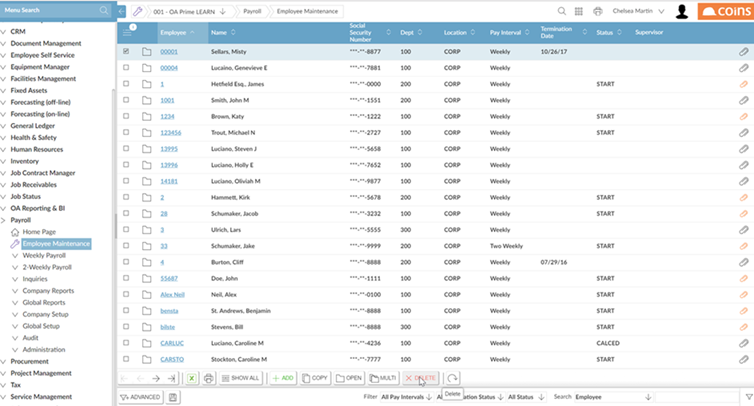 Menu Search
001 - OA Prime LEARN Payroll Employee Maintenance
Chelsea Martin
coins
CRM
Document Management
Employee Self Service
Equipment Manager
Facilities Management
Fixed Assets
Forecasting (off-line)
Forecasting (on-line)
General Ledger
Health & Safety
Human Resources
Inventory
Job Contract Manager
Job Receivables
Job Status
OA Reporting & BI
Payroll
Home Page
Employee Maintenance
Weekly Payroll
2-Weekly Payroll
Inquiries
Company Reports
Global Reports
Company Setup
Global Setup
Audit
Administration
Procurement
Project Management
Tax
Service Management
Employee Name Social Security Number Dept Location Pay Interval Termination Date Status Supervisor
00001 Sellars, Misty ***-**-8877 100 CORP Weekly 10/26/17
00004 Lucaino, Genevieve E ***-**-7881 100 CORP Weekly
1 Hetfield Esq., James ***-**-0000 200 CORP Weekly START
1001 Smith, John M ***-**-1551 200 CORP Weekly
1234 Brown, Katy ***-**-1222 100 CORP Weekly START
123456 Trout, Michael N ***-**-2727 100 CORP Weekly START
13995 Luciano, Steven J ***-**-5658 100 CORP Weekly
13996 Luciano, Holly E ***-**-7652 100 CORP Weekly
14181 Luciano, Oliviah M ***-**-9877 100 CORP Weekly
2 Hammett, Kirk ***-**-5678 200 CORP Weekly START
28 Schumaker, Jacob ***-**-3232 100 CORP Weekly START
3 Ulrich, Lars ***-**-5555 300 CORP Weekly
33 Schumaker, Jake ***-**-9999 200 CORP Two Weekly START
4 Burton, Cliff ***-**-8888 200 CORP Weekly 07/29/16
55687 Doe, John ***-**-1111 100 CORP Weekly START
Alex Neil Neil, Alex ***-**-0100 100 CORP Weekly START
bensta St. Andrews, Benjamin ***-**-8888 100 CORP Weekly START
bilste Stevens, Bill ***-**-8888 300 CORP Weekly START
CARLUC Luciano, Caroline M ***-**-4236 100 CORP Weekly CALCED
CARSTO Stockton, Caroline M ***-**-7777 100 CORP Weekly START
SHOW ALL ADD COPY OPEN MULTI DELETE
Delete
ADVANCED Filter All Pay Intervals Status All Status Search Employee